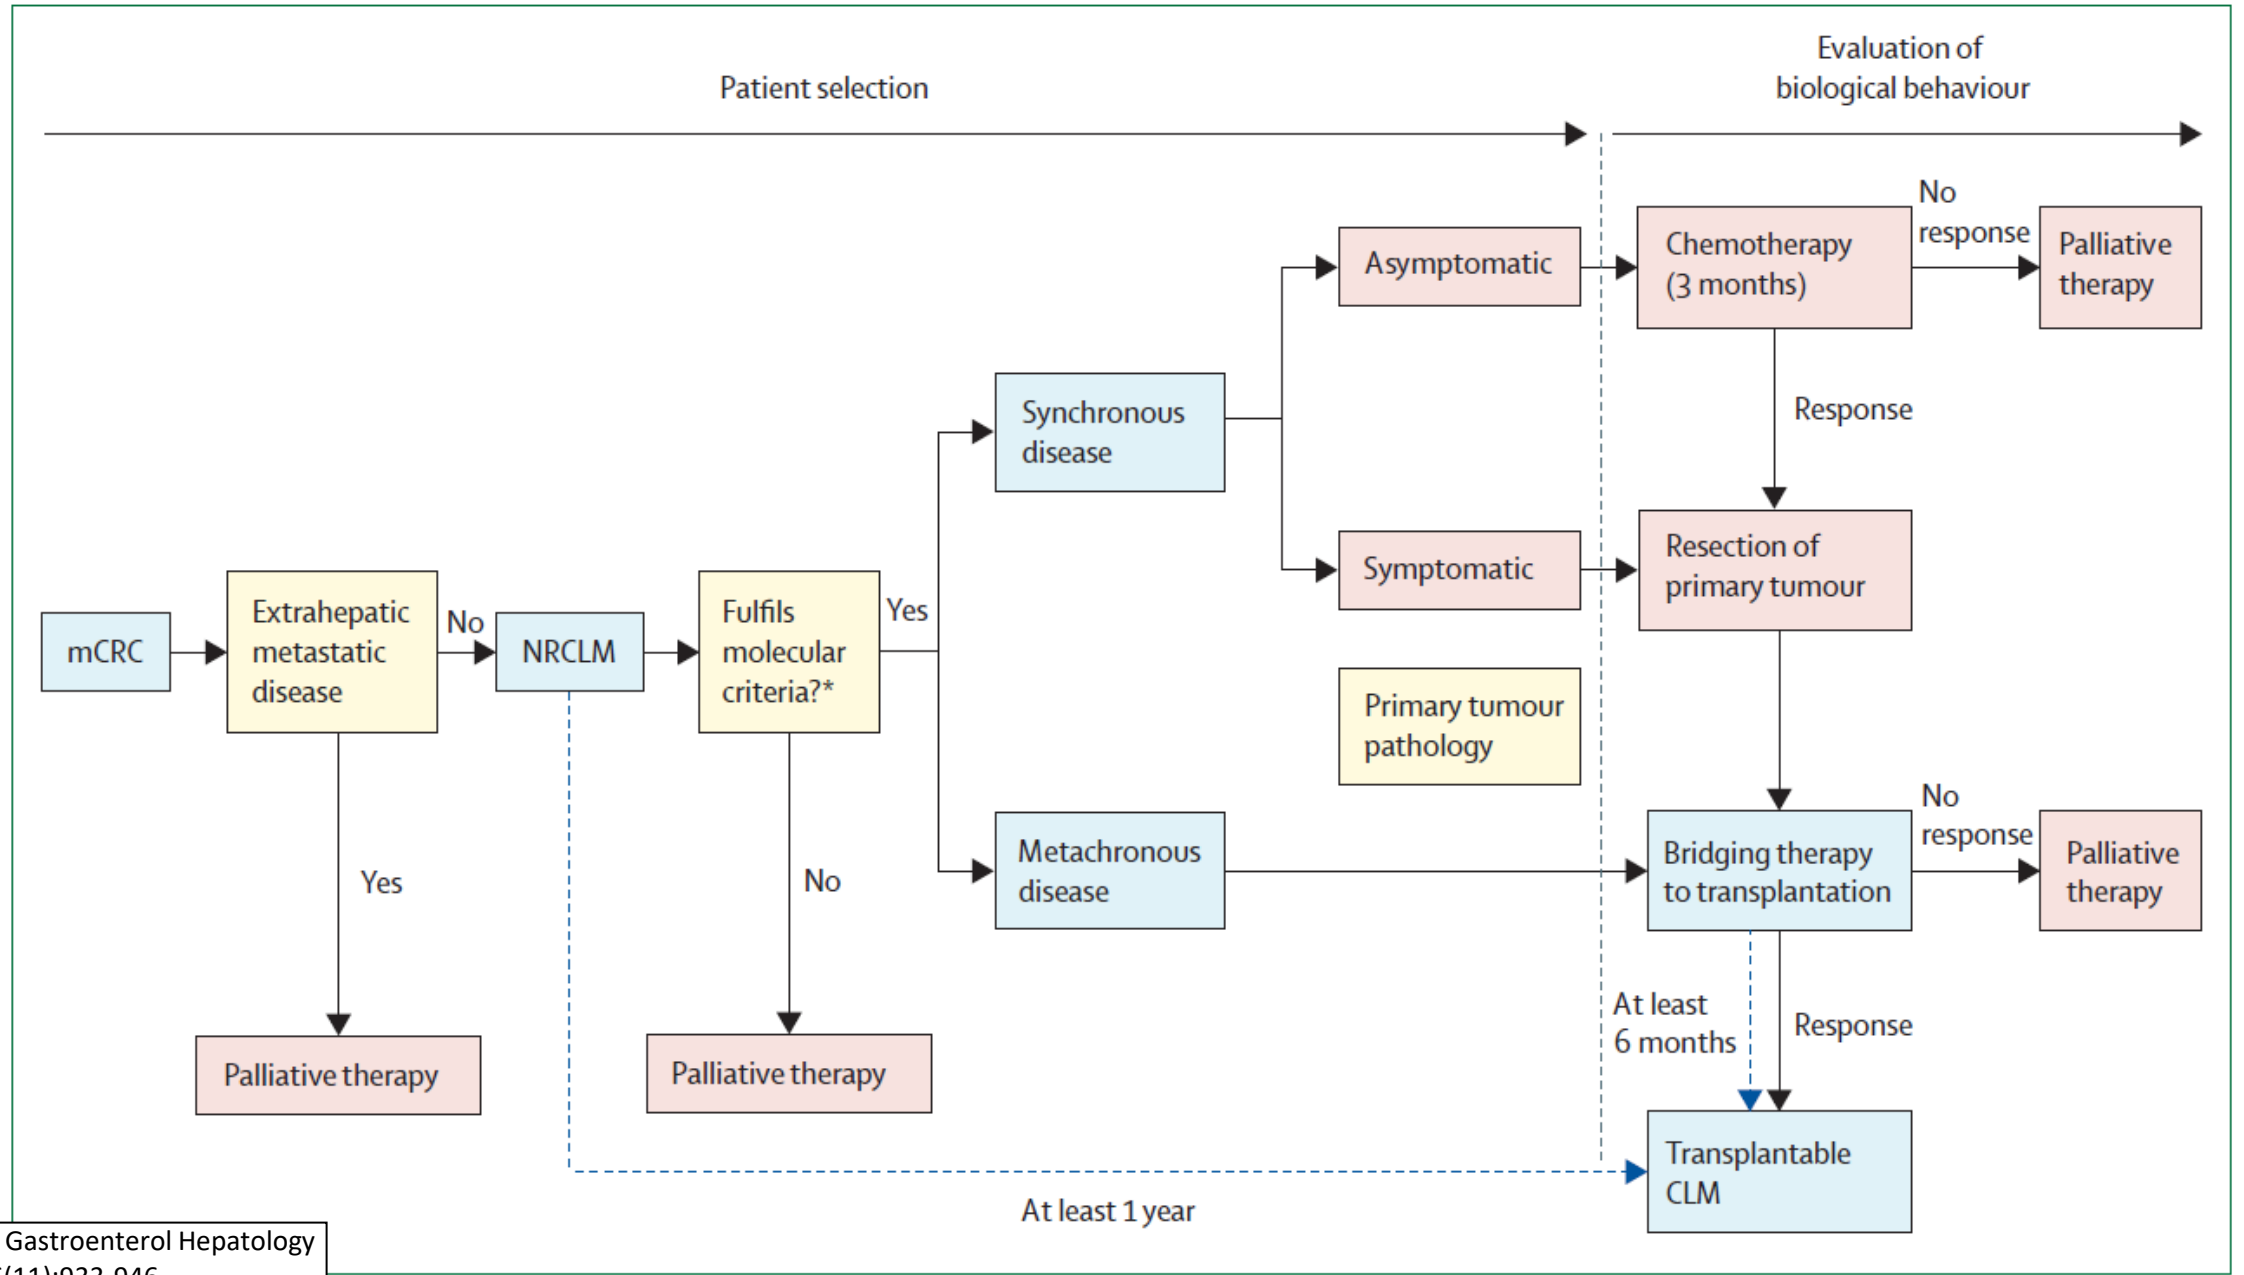 Patient selection
Evaluation of
biological behaviour
Asymptomatic
Chemotherapy
(3 months)
No
response
Palliative
therapy
Synchronous
disease
Response
Symptomatic
Resection of
primary tumour
mCRC
Extrahepatic
metastatic
disease
No
NRCLM
Fulfils
molecular
criteria?*
Yes
Primary tumour
pathology
Metachronous
disease
Bridging therapy
to transplantation
No
response
Palliative
therapy
Yes
No
At least
6 months
Response
Palliative therapy
Palliative therapy
Transplantable
CLM
At least 1 year
Gastroenterol Hepatology
(11):933-946